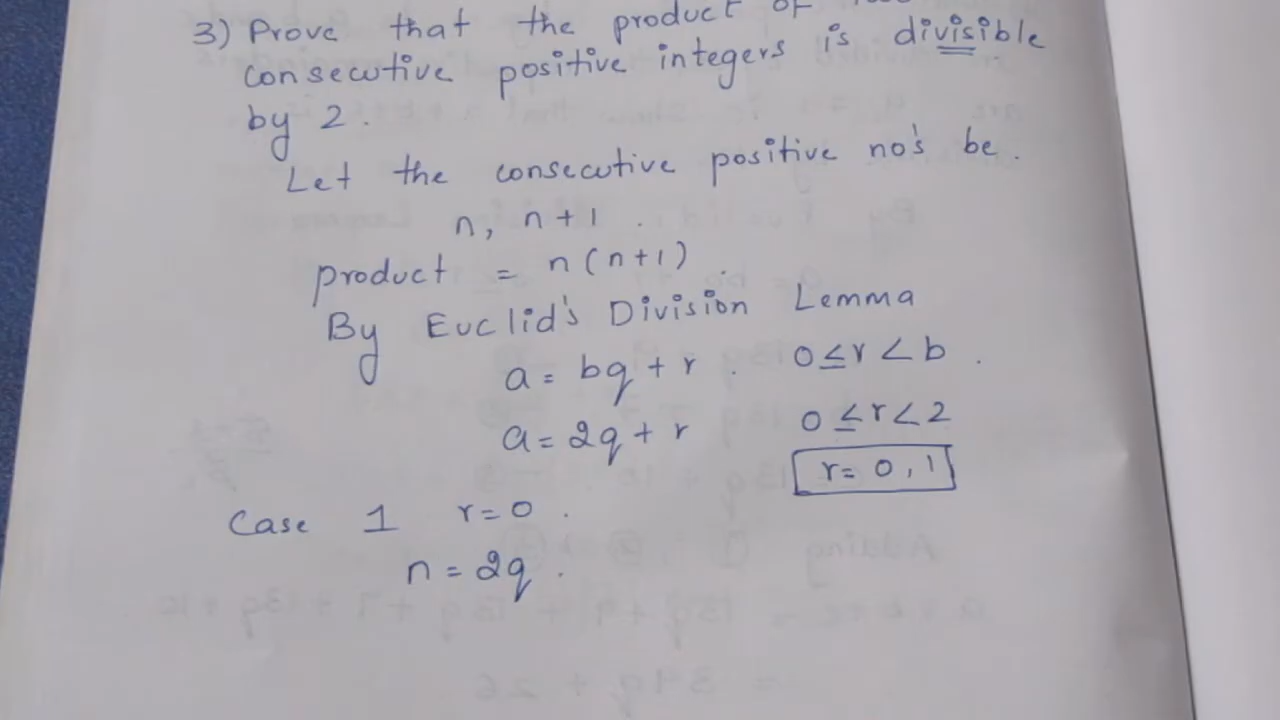 3) Prove that the product of
consecutive positive integers is divisible
by 2.
Let the consecutive positive no's be.
n, n+1.
product = n(n+1).
By Euclid's Division Lemma
a = bq + r. 0≤r<b.
a = 2q + r 0≤r<2
r= 0, 1
Case 1 r=0.
n = 2q.